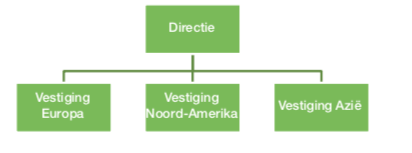 Directie
Vestiging
Europa
Vestiging
Noord-Amerika
Vestiging Azië